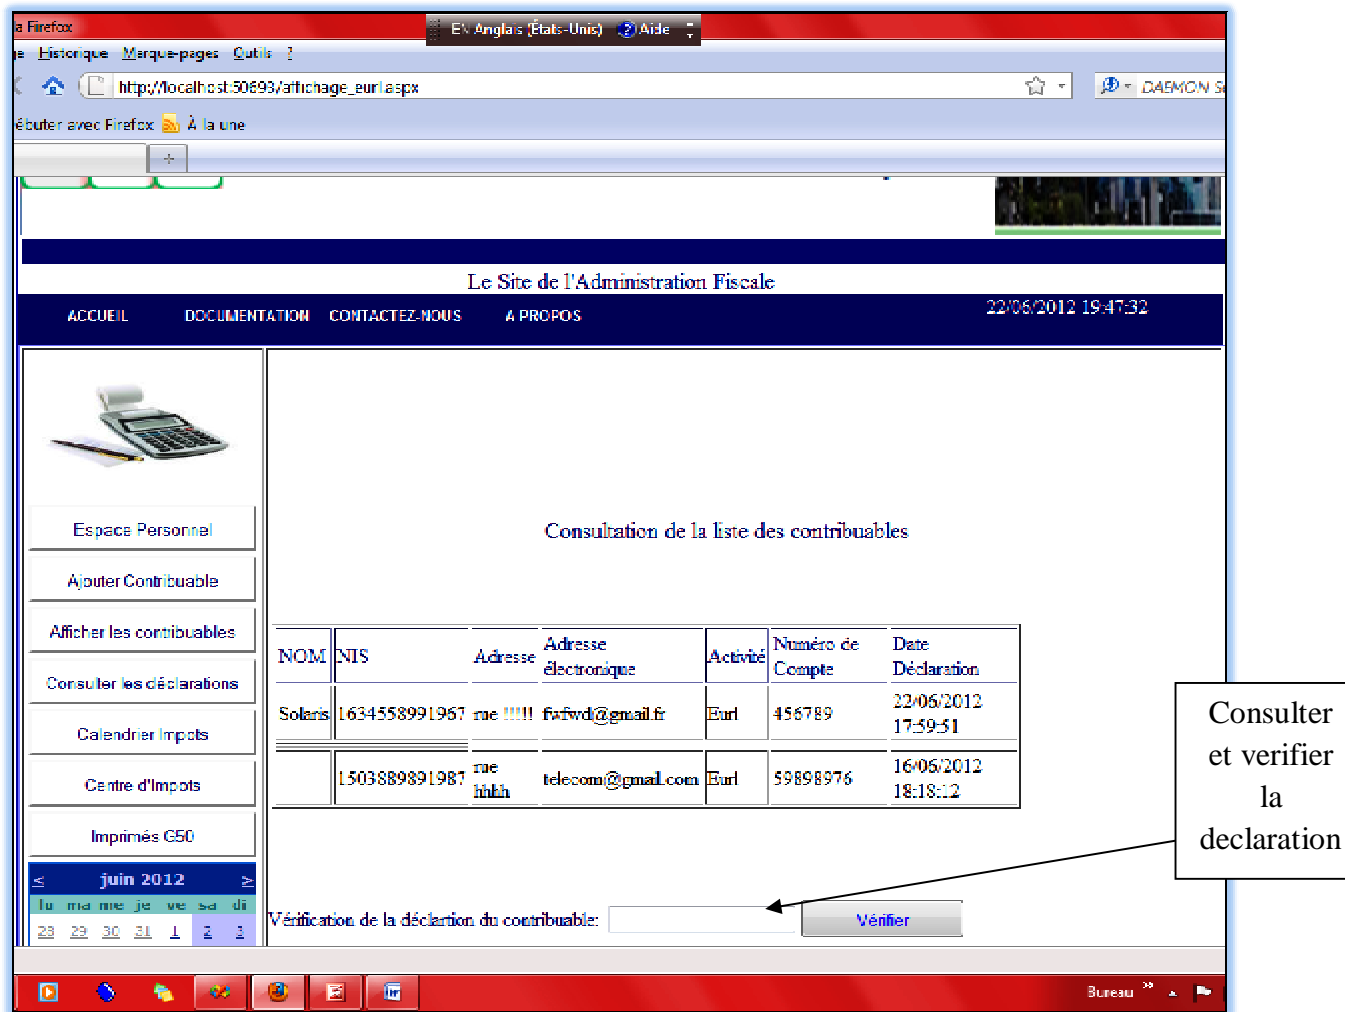 a Firefox
EN Anglais (États-Unis) Aide
Historique Marque-pages Outils ?
http://localhost:50693/affichage_eurl.aspx
DAEMON S
ébuter avec Firefox À la une
Le Site de l'Administration Fiscale
22/06/2012 19:47:32
ACCUEIL DOCUMENTATION CONTACTEZ-NOUS A PROPOS
Espace Personnel
Ajouter Contribuable
Afficher les contribuables
Consulter les déclarations
Calendrier Impots
Centre d'Impots
Imprimés G50
< juin 2012 >
lu ma me je ve sa di
28 29 30 31 1 2 3
Consultation de la liste des contribuables
NOM NIS Adresse Adresse électronique Activité Numéro de Compte Date Déclaration
Solaris 1634558991967 rue !!!!! fwfwd@gmail.fr Eurl 456789 22/06/2012 17:59:51
1503889891987 rue hhhh telecom@gmail.com Eurl 59898976 16/06/2012 18:18:12
Vérification de la déclartion du contribuable: Vérifier
Consulter
et verifier
la
declaration
Bureau